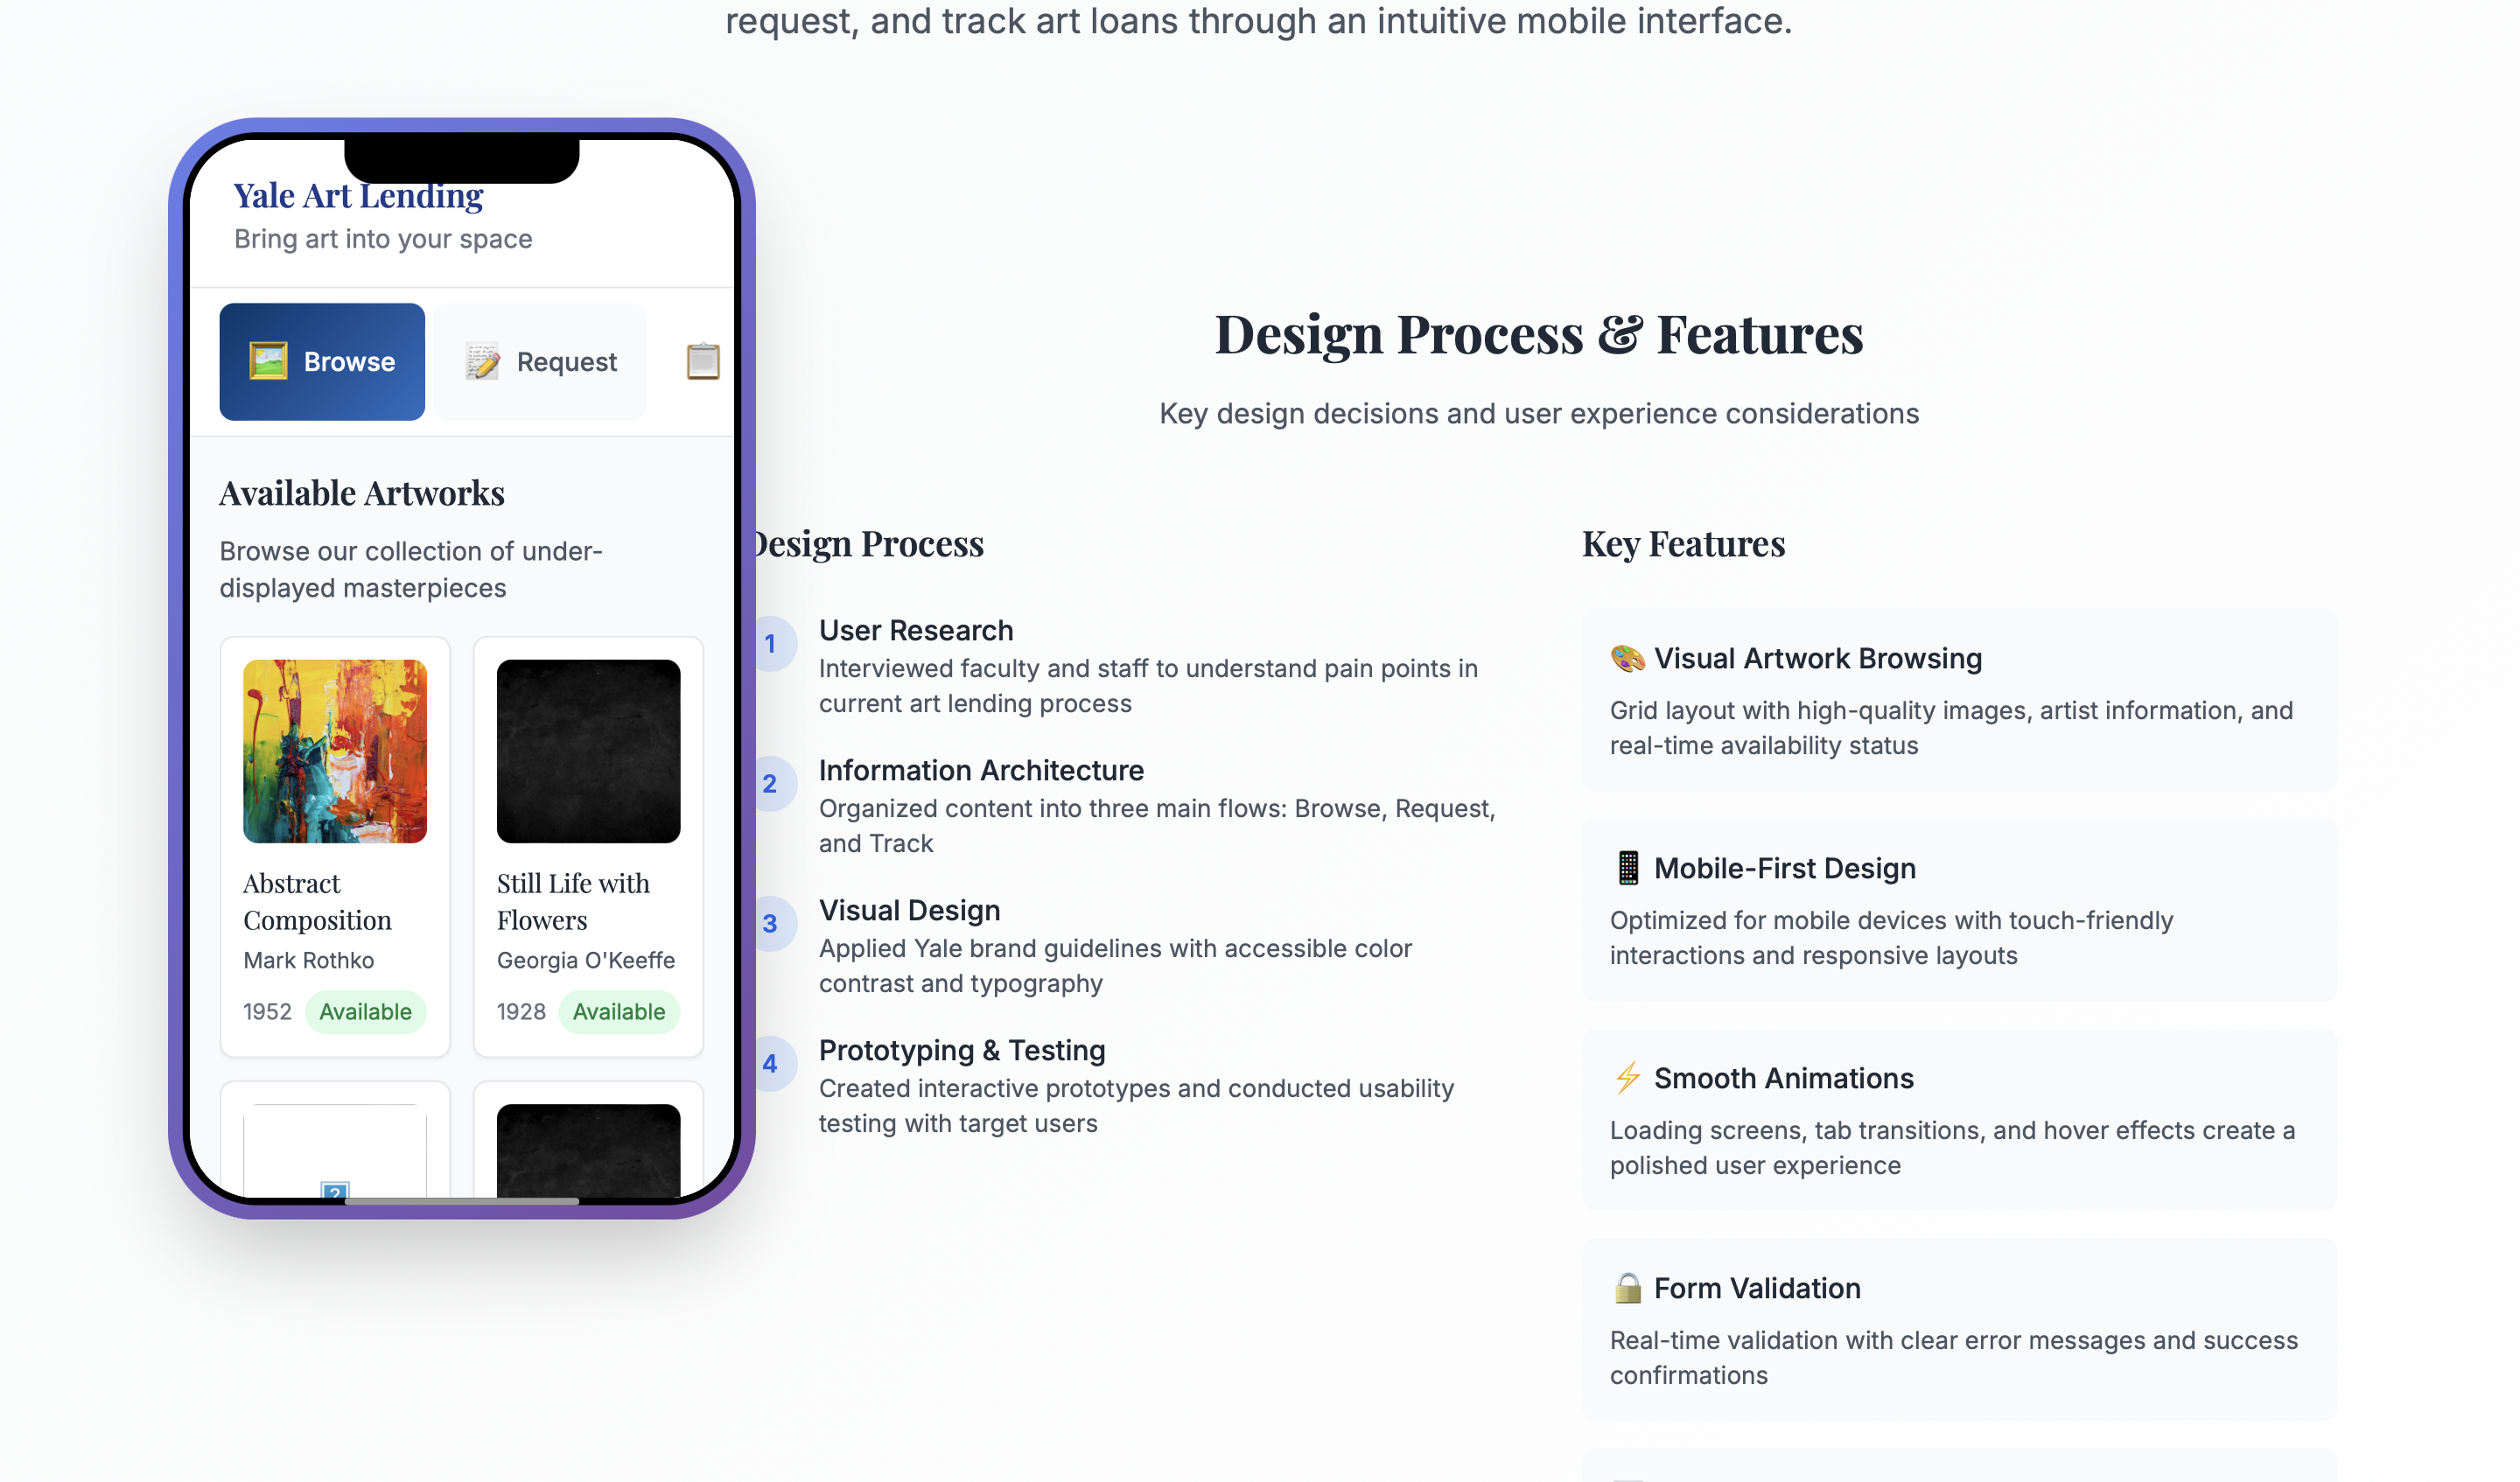 request, and track art loans through an intuitive mobile interface.
Yale Art Lending
Bring art into your space
Browse
Request
Available Artworks
Browse our collection of under-
displayed masterpieces
Abstract
Composition
Mark Rothko
1952 Available
Still Life with
Flowers
Georgia O'Keeffe
1928 Available
?
Design Process & Features
Key design decisions and user experience considerations
Design Process
1
User Research
Interviewed faculty and staff to understand pain points in
current art lending process
2
Information Architecture
Organized content into three main flows: Browse, Request,
and Track
3
Visual Design
Applied Yale brand guidelines with accessible color
contrast and typography
4
Prototyping & Testing
Created interactive prototypes and conducted usability
testing with target users
Key Features
Visual Artwork Browsing
Grid layout with high-quality images, artist information, and
real-time availability status
Mobile-First Design
Optimized for mobile devices with touch-friendly
interactions and responsive layouts
Smooth Animations
Loading screens, tab transitions, and hover effects create a
polished user experience
Form Validation
Real-time validation with clear error messages and success
confirmations